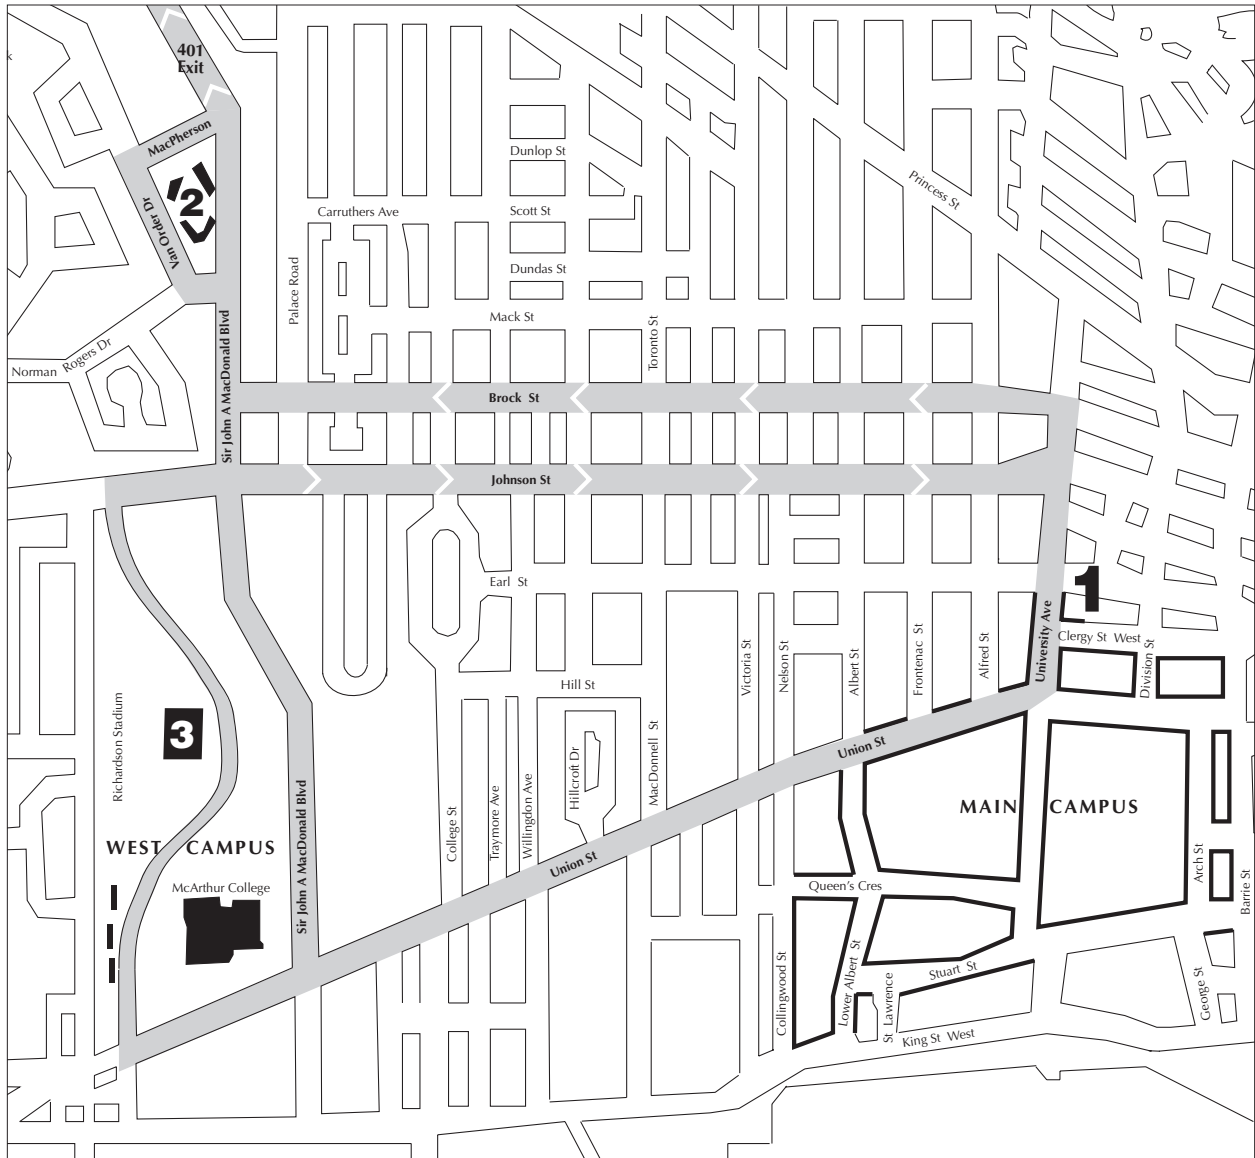 k
401
Exit
MacPherson
2
Van Order Dr
Dunlop St
Princess St
Carruthers Ave
Scott St
Dundas St
Palace Road
Mack St
Toronto St
Norman Rogers Dr
Sir John A MacDonald Blvd
Brock St
Johnson St
Earl St
1
University Ave
Clergy St West
Division St
Victoria St
Nelson St
Albert St
Frontenac St
Alfred St
Hill St
Richardson Stadium
3
Union St
Hillcroft Dr
MacDonnell St
MAIN CAMPUS
Sir John A MacDonald Blvd
College St
Traymore Ave
Willingdon Ave
WEST CAMPUS
Union St
McArthur College
Queen's Cres
Arch St
Barrie St
Collingwood St
Lower Albert St
St Lawrence
Stuart St
George St
King St West